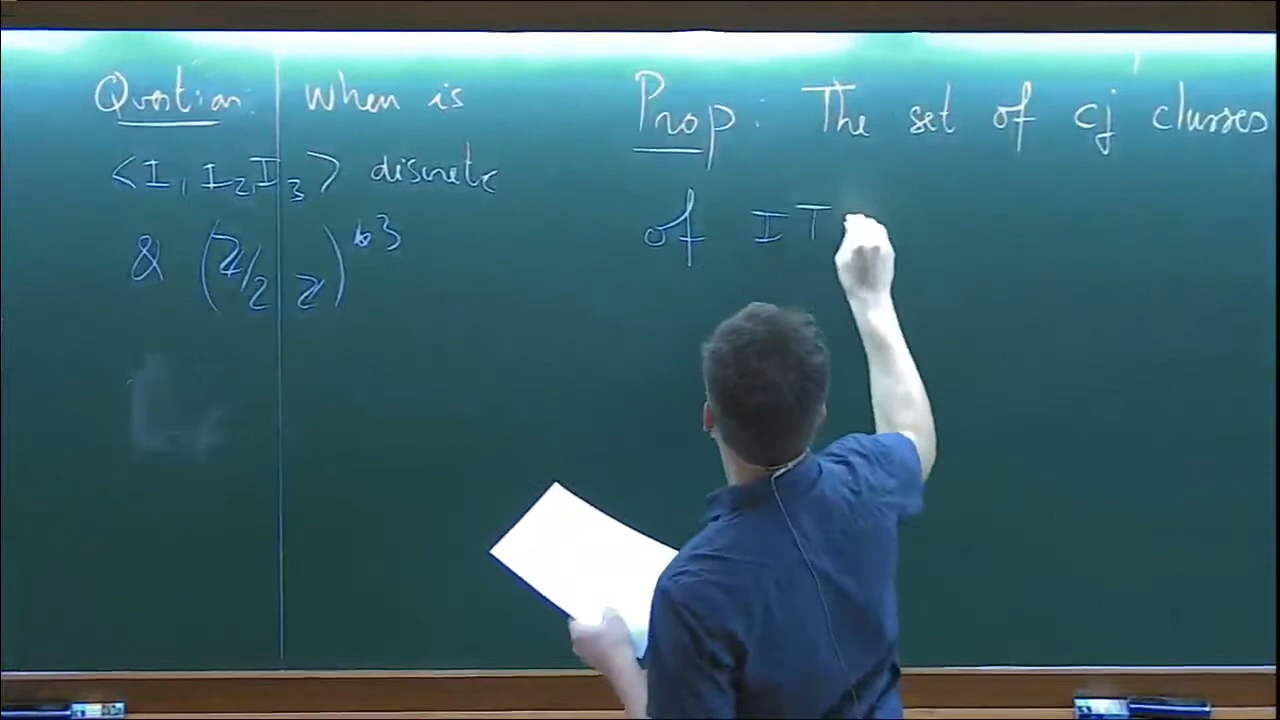 Question: When is
<I₁, I₂, I₃> discrete
& (Z/2Z)*3
Prop: The set of cj classes
of IT